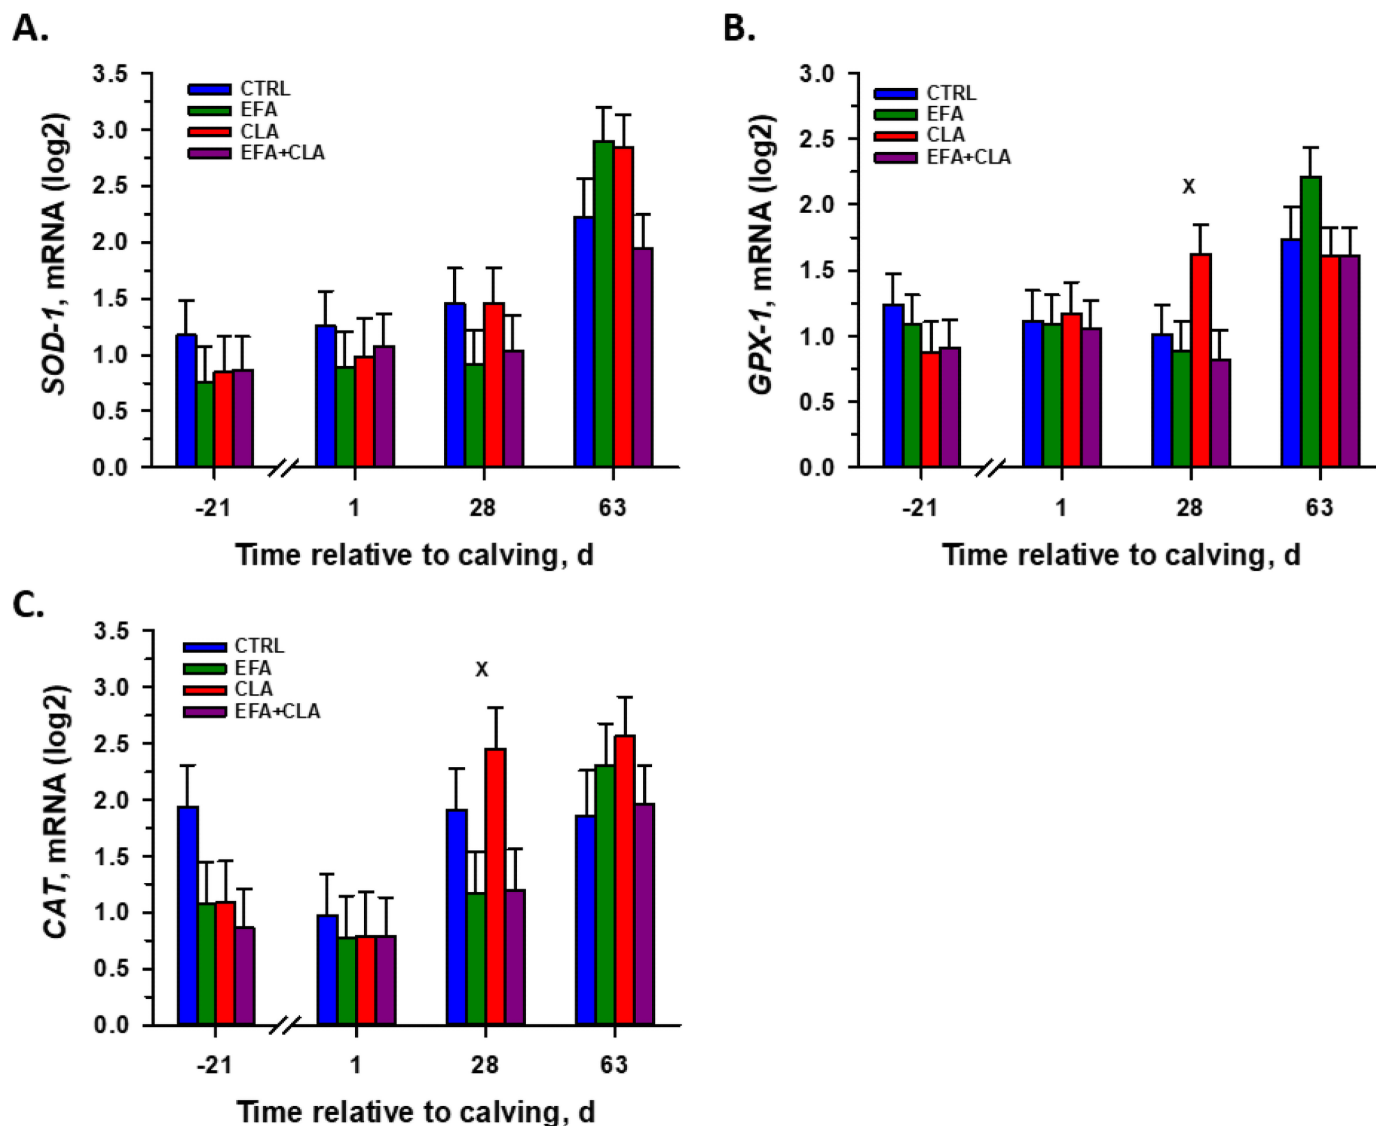 A.
SOD-1, mRNA (log2)
3.5
3.0
2.5
2.0
1.5
1.0
0.5
0.0
CTRL
EFA
CLA
EFA+CLA
-21 1 28 63
Time relative to calving, d
B.
GPX-1, mRNA (log2)
3.0
2.5
2.0
1.5
1.0
0.5
0.0
CTRL
EFA
CLA
EFA+CLA
X
-21 1 28 63
Time relative to calving, d
C.
CAT, mRNA (log2)
3.5
3.0
2.5
2.0
1.5
1.0
0.5
0.0
CTRL
EFA
CLA
EFA+CLA
X
-21 1 28 63
Time relative to calving, d